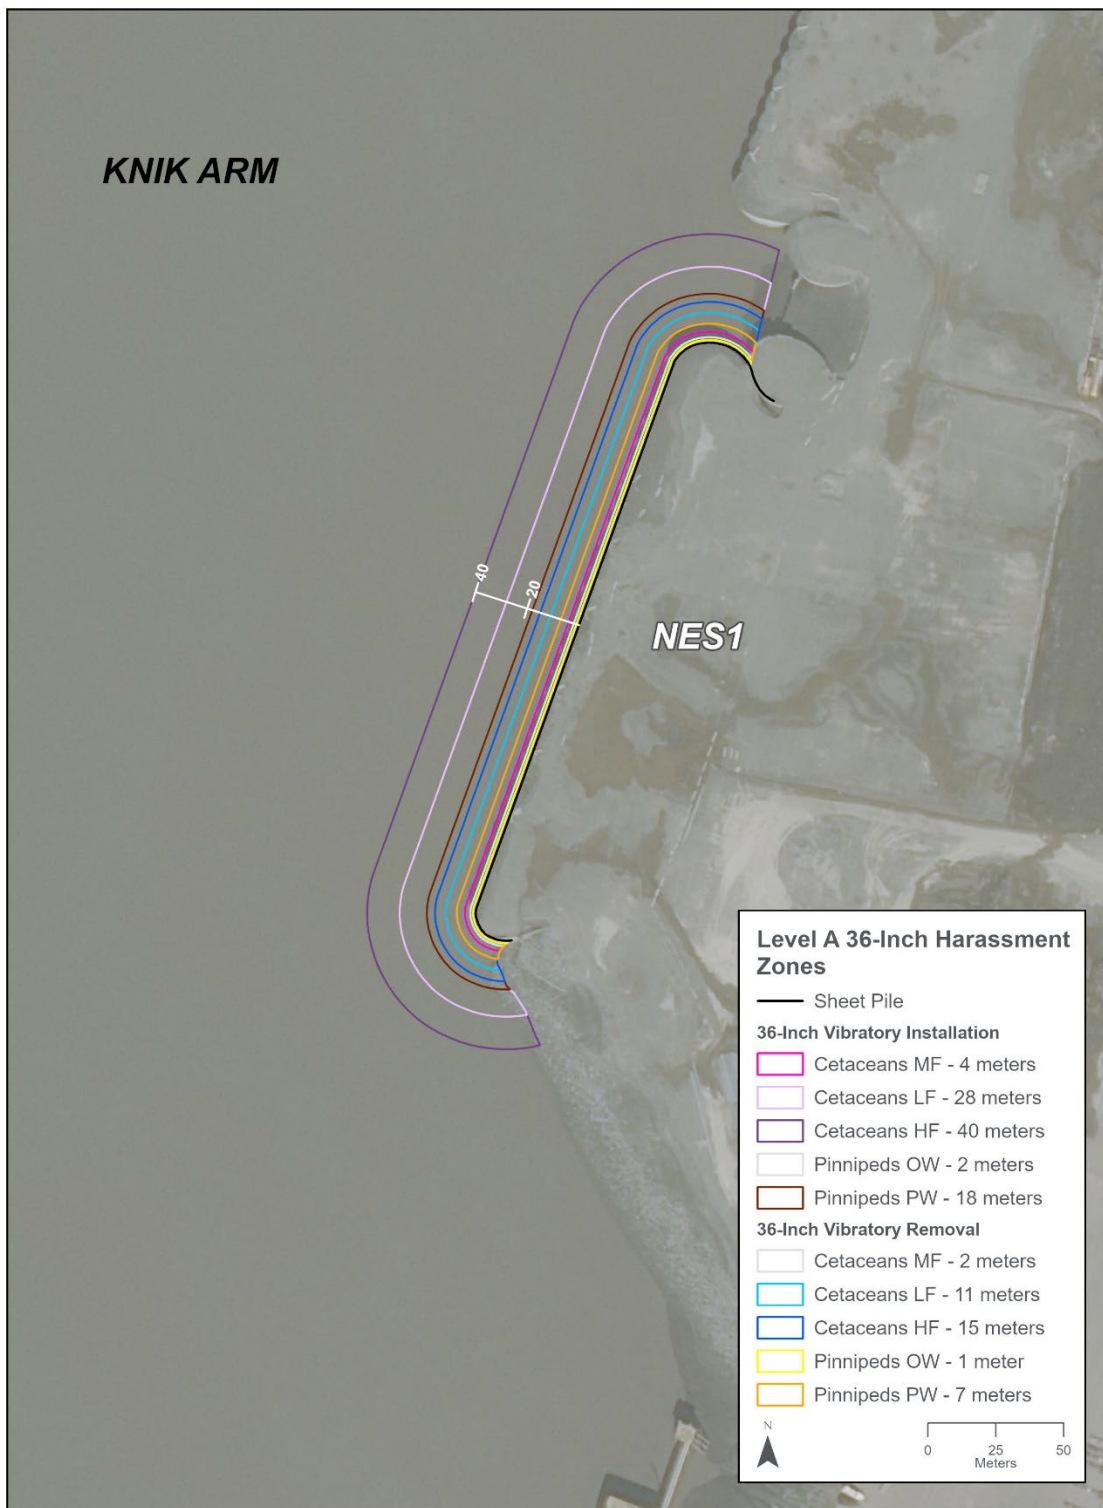 KNIK ARM
40
20
NES1
Level A 36-Inch Harassment
Zones
Sheet Pile
36-Inch Vibratory Installation
Cetaceans MF - 4 meters
Cetaceans LF - 28 meters
Cetaceans HF - 40 meters
Pinnipeds OW - 2 meters
Pinnipeds PW - 18 meters
36-Inch Vibratory Removal
Cetaceans MF - 2 meters
Cetaceans LF - 11 meters
Cetaceans HF - 15 meters
Pinnipeds OW - 1 meter
Pinnipeds PW - 7 meters
N
0 25 50
Meters